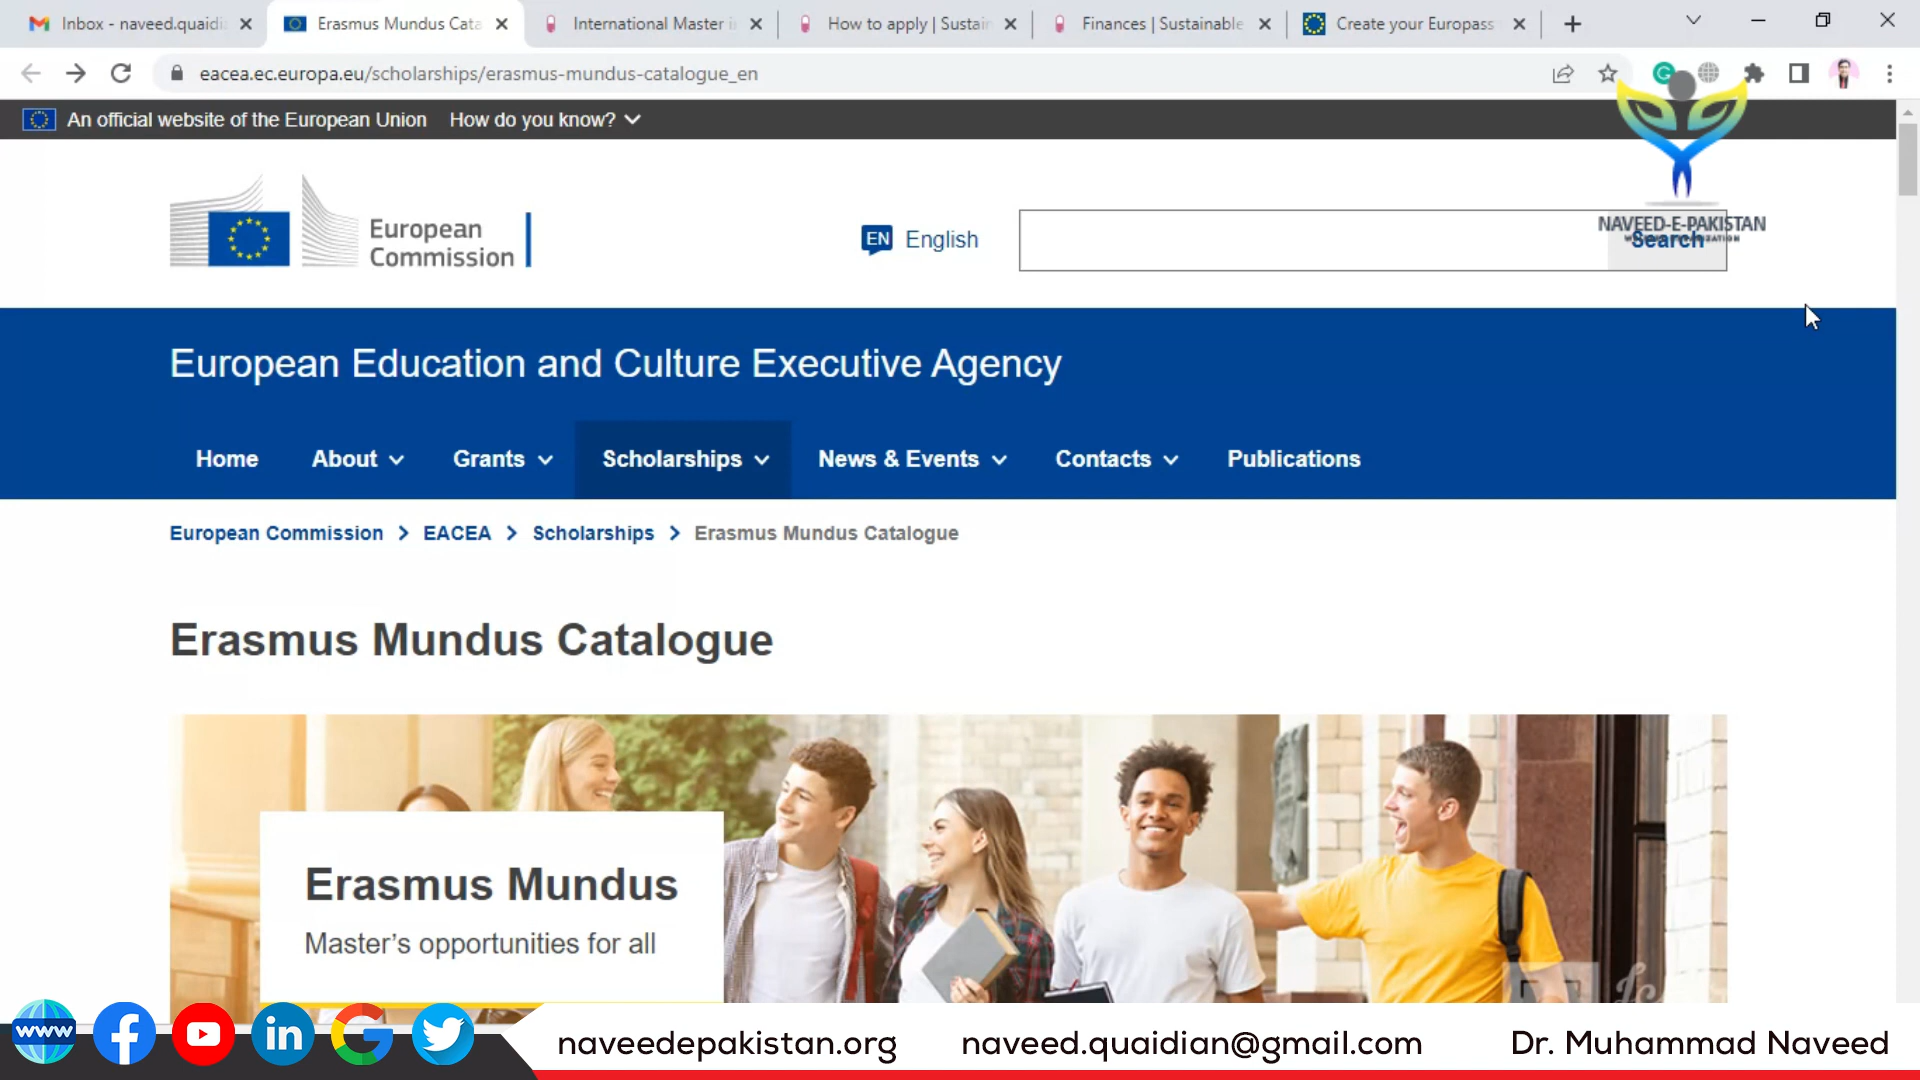 Inbox - naveed.quaidi
Erasmus Mundus Cata
International Master i
How to apply | Sustai
Finances | Sustainable
Create your Europass
eacea.ec.europa.eu/scholarships/erasmus-mundus-catalogue_en
An official website of the European Union How do you know?
European
Commission
EN English
Search
NAVEED-E-PAKISTAN
European Education and Culture Executive Agency
Home About Grants Scholarships News & Events Contacts Publications
European Commission > EACEA > Scholarships > Erasmus Mundus Catalogue
Erasmus Mundus Catalogue
Erasmus Mundus
Master's opportunities for all
www
naveedepakistan.org naveed.quaidian@gmail.com Dr. Muhammad Naveed